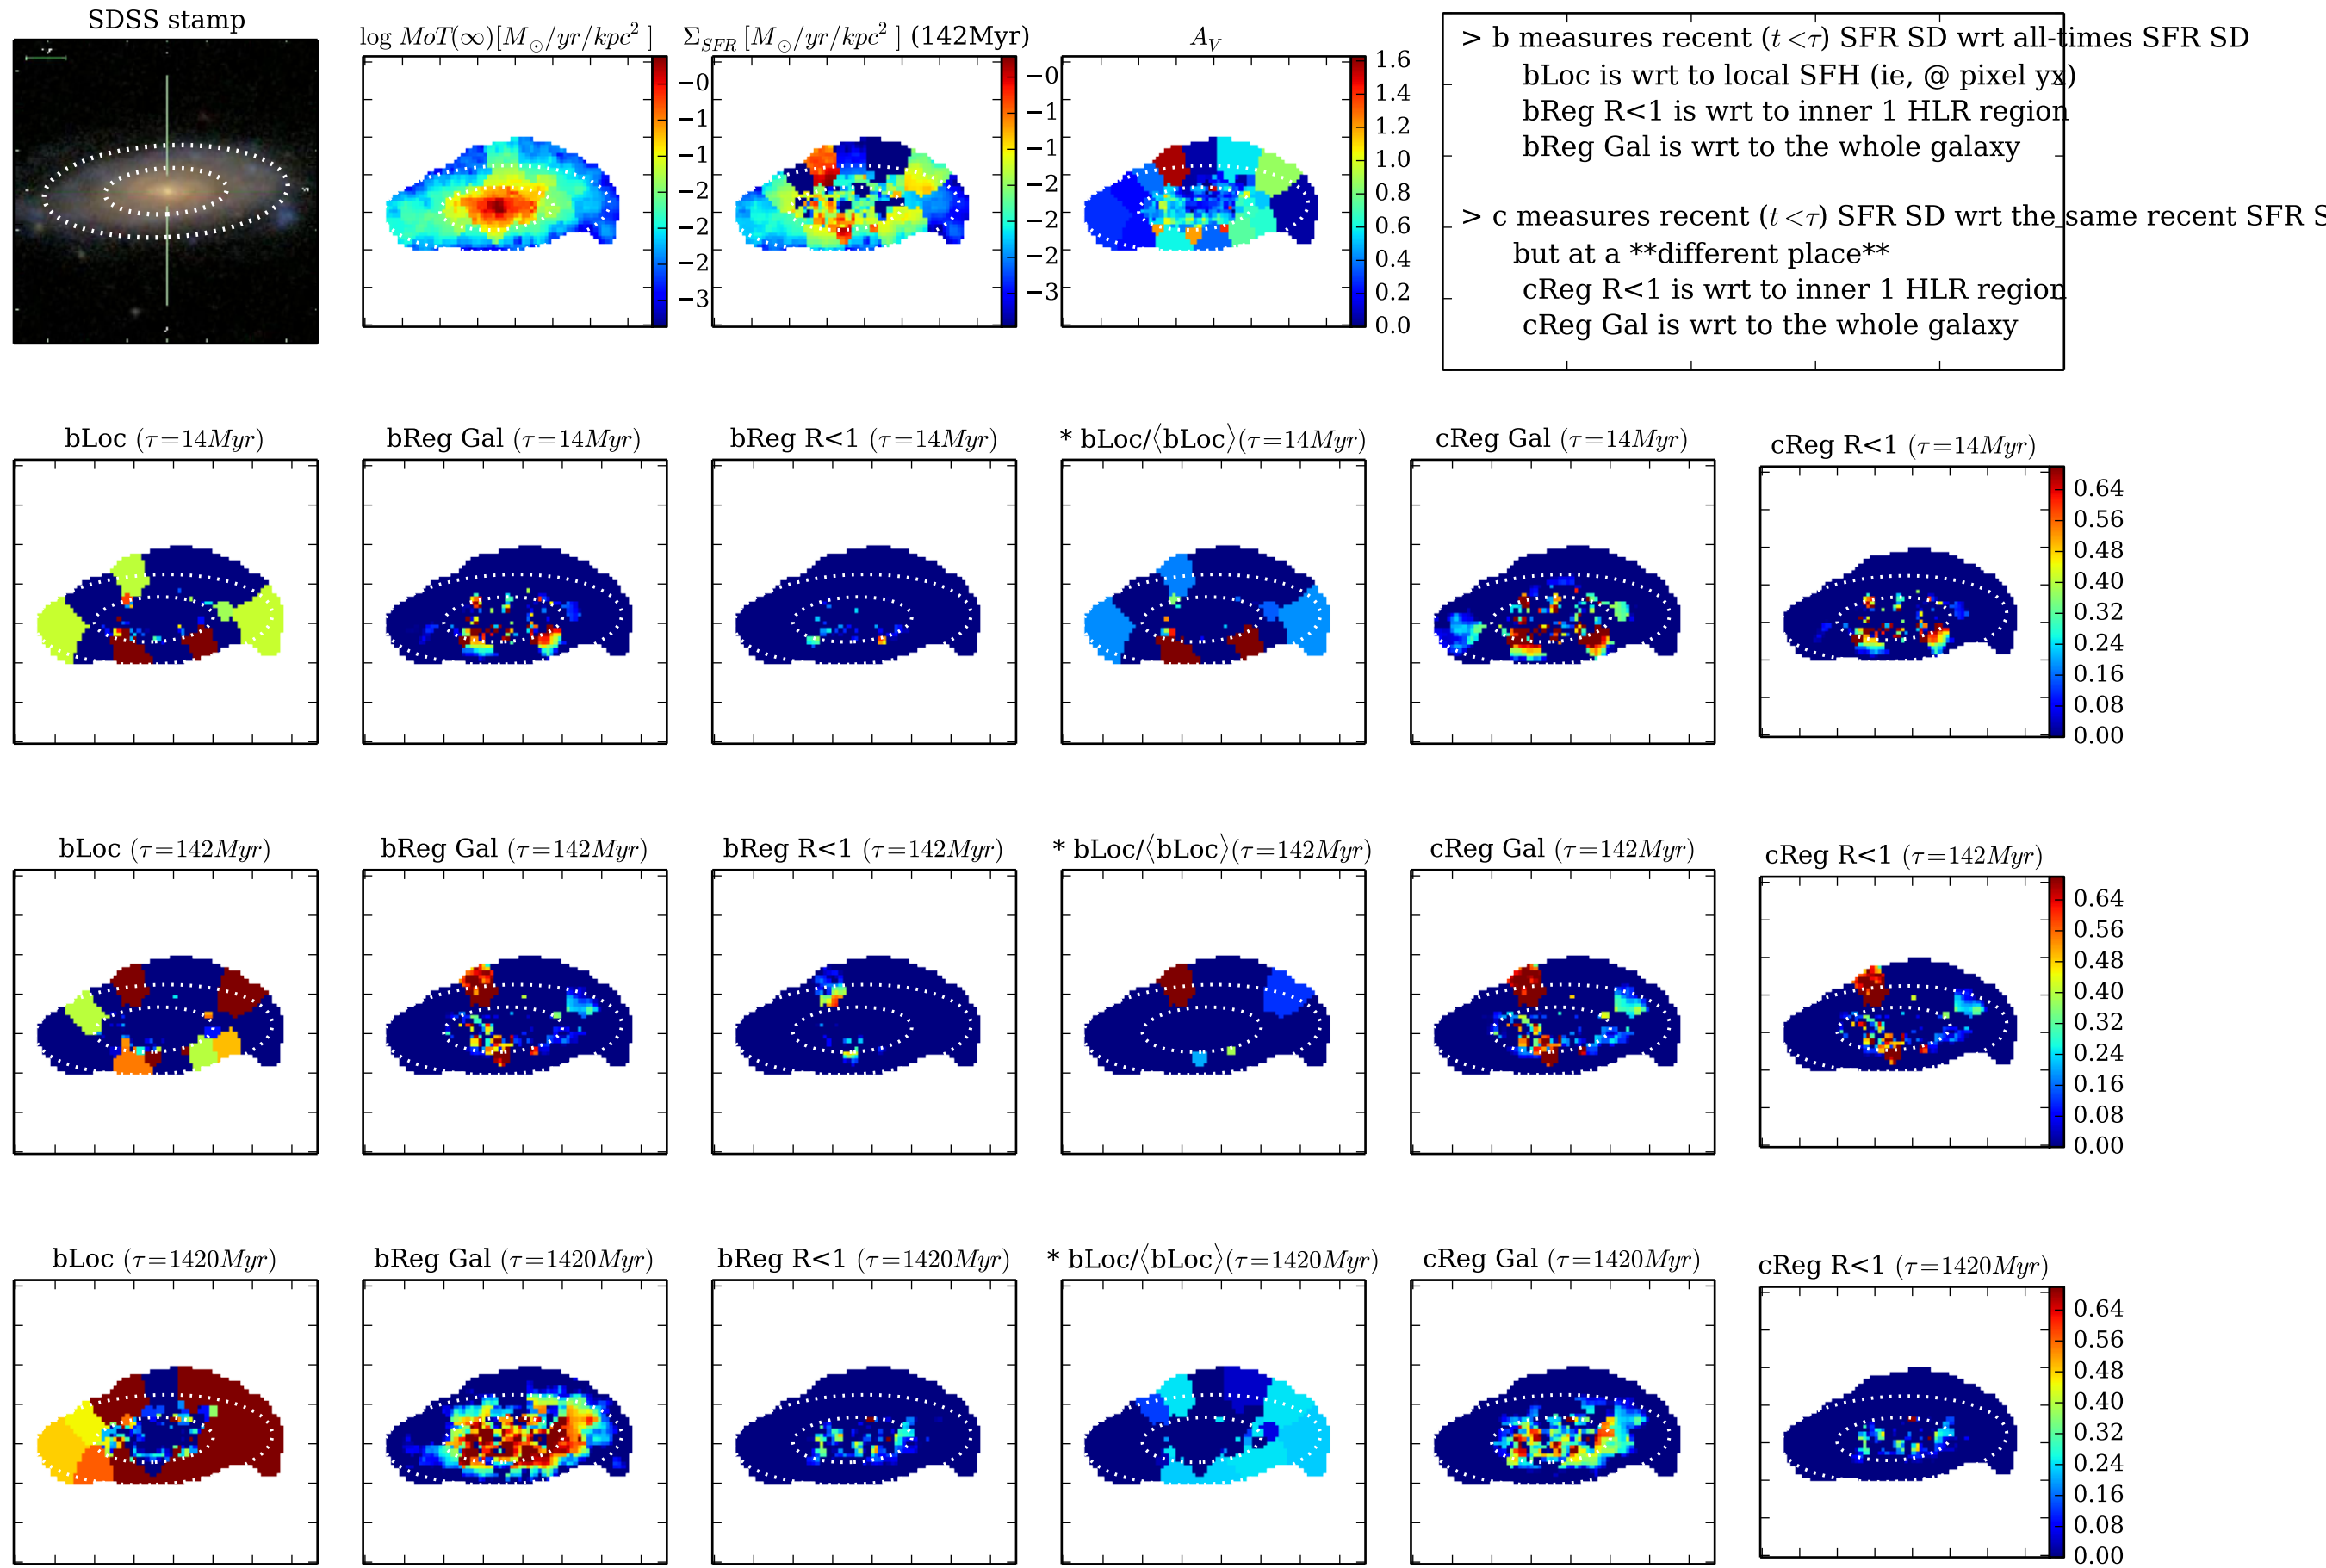 SDSS stamp
log MoT(∞)[M☉/yr/kpc² ]
Σ_SFR [M☉/yr/kpc² ] (142Myr)
A_V
−0
−1
−1
−2
−2
−2
−3
−0
−1
−1
−2
−2
−2
−3
1.6
1.4
1.2
1.0
0.8
0.6
0.4
0.2
0.0
> b measures recent (t <τ) SFR SD wrt all-times SFR SD
bLoc is wrt to local SFH (ie, @ pixel yx)
bReg R<1 is wrt to inner 1 HLR region
bReg Gal is wrt to the whole galaxy
> c measures recent (t <τ) SFR SD wrt the same recent SFR S
but at a **different place**
cReg R<1 is wrt to inner 1 HLR region
cReg Gal is wrt to the whole galaxy
bLoc (τ=14Myr)
bReg Gal (τ=14Myr)
bReg R<1 (τ=14Myr)
* bLoc/⟨bLoc⟩(τ=14Myr)
cReg Gal (τ=14Myr)
cReg R<1 (τ=14Myr)
0.64
0.56
0.48
0.40
0.32
0.24
0.16
0.08
0.00
bLoc (τ=142Myr)
bReg Gal (τ=142Myr)
bReg R<1 (τ=142Myr)
* bLoc/⟨bLoc⟩(τ=142Myr)
cReg Gal (τ=142Myr)
cReg R<1 (τ=142Myr)
0.64
0.56
0.48
0.40
0.32
0.24
0.16
0.08
0.00
bLoc (τ=1420Myr)
bReg Gal (τ=1420Myr)
bReg R<1 (τ=1420Myr)
* bLoc/⟨bLoc⟩(τ=1420Myr)
cReg Gal (τ=1420Myr)
cReg R<1 (τ=1420Myr)
0.64
0.56
0.48
0.40
0.32
0.24
0.16
0.08
0.00